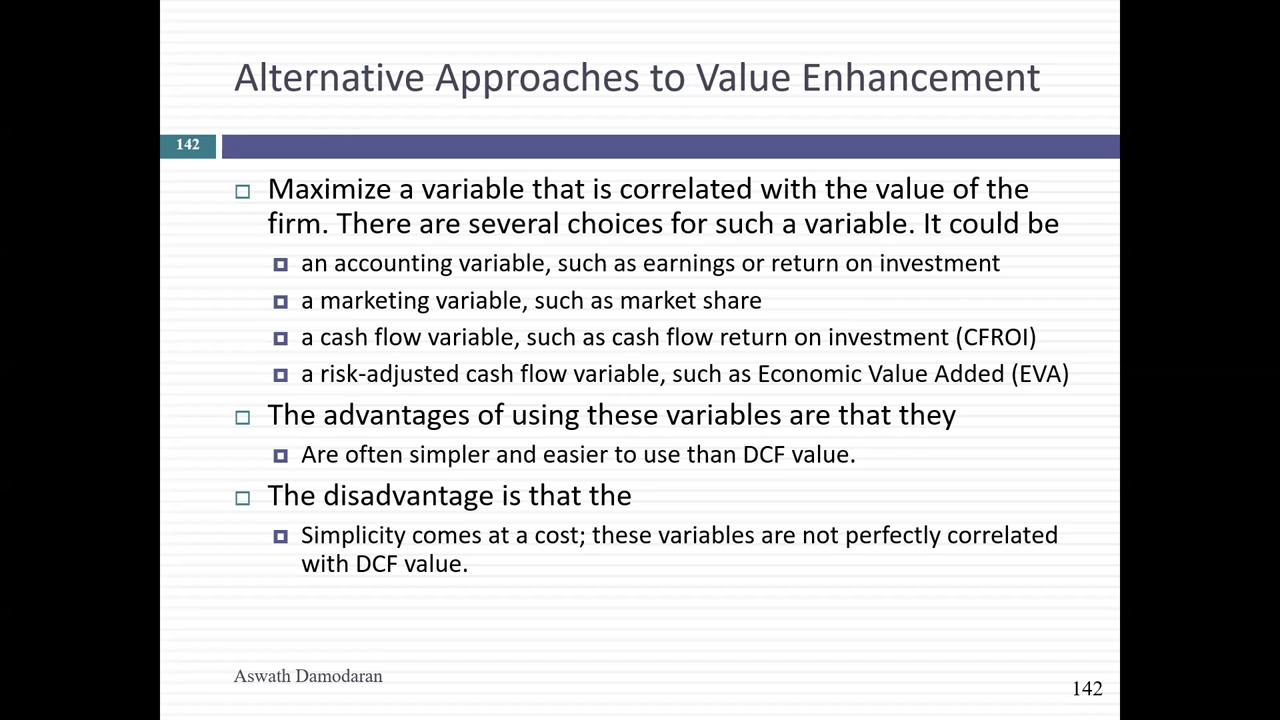 Alternative Approaches to Value Enhancement
142
Maximize a variable that is correlated with the value of the
firm. There are several choices for such a variable. It could be
an accounting variable, such as earnings or return on investment
a marketing variable, such as market share
a cash flow variable, such as cash flow return on investment (CFROI)
a risk-adjusted cash flow variable, such as Economic Value Added (EVA)
The advantages of using these variables are that they
Are often simpler and easier to use than DCF value.
The disadvantage is that the
Simplicity comes at a cost; these variables are not perfectly correlated
with DCF value.
Aswath Damodaran
142